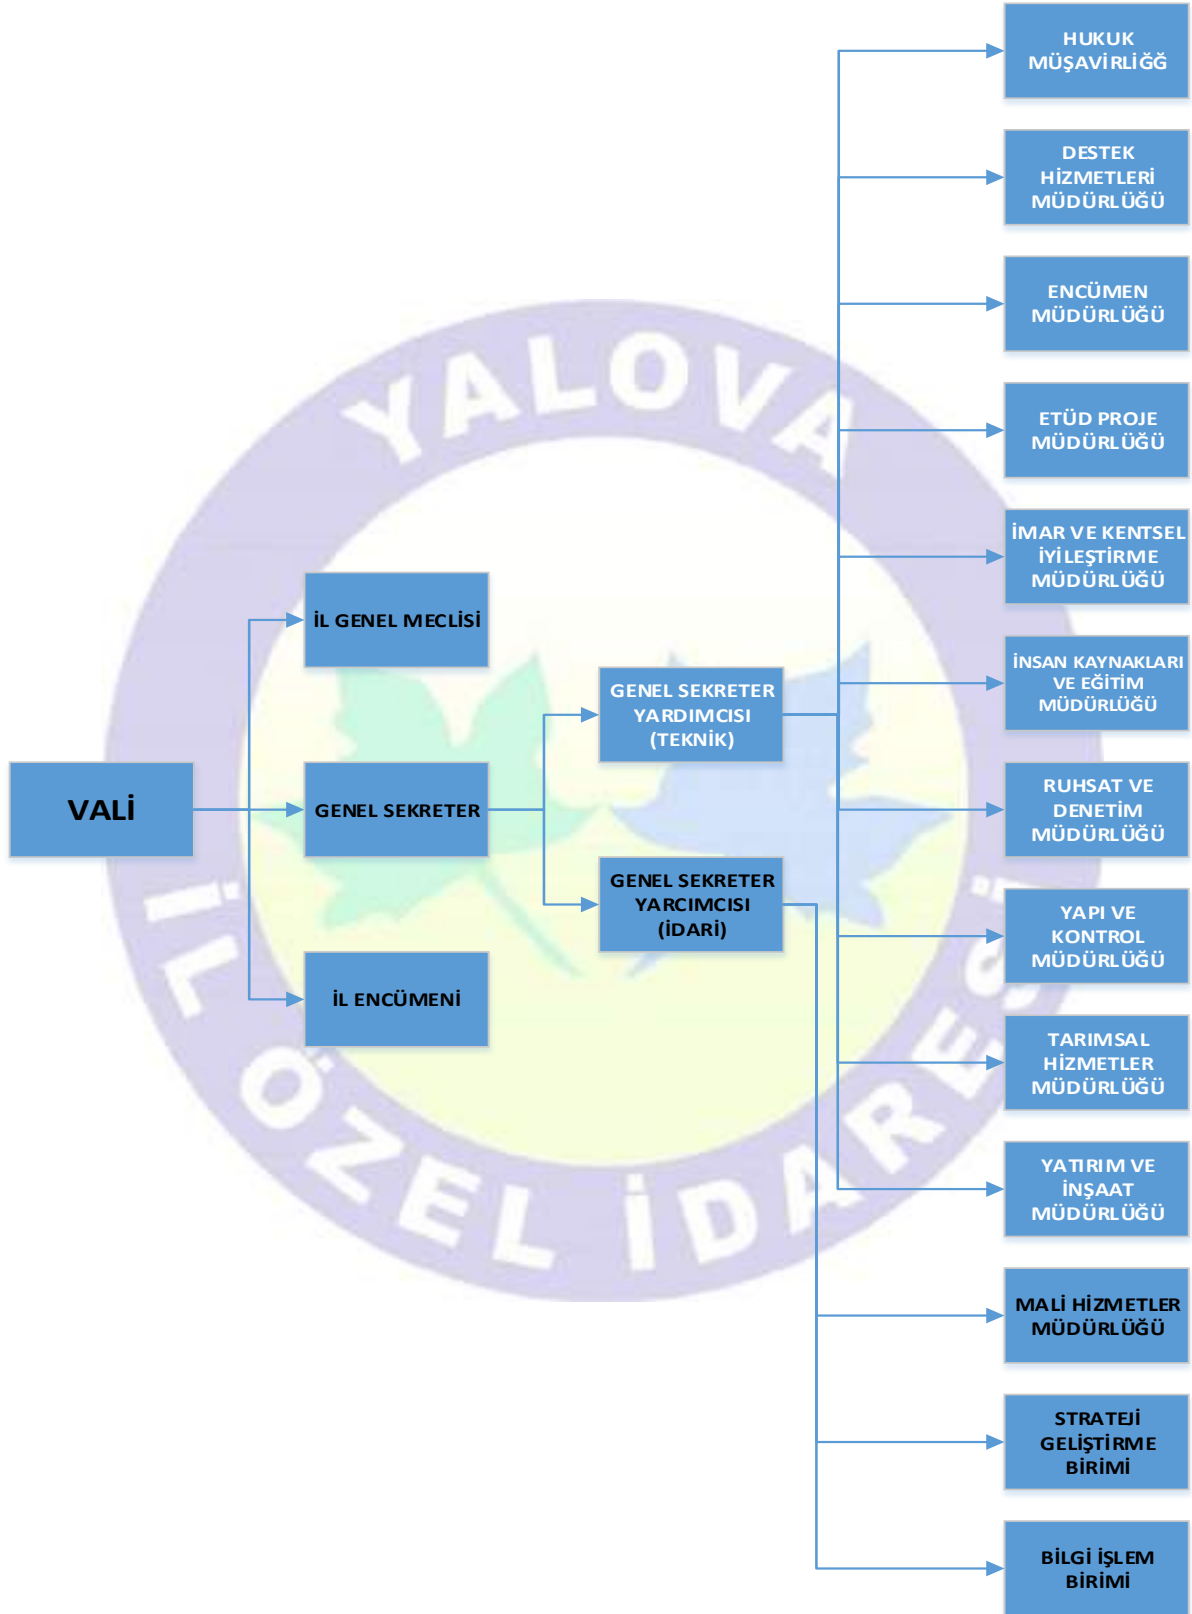 YALOVA
İL ÖZEL İDARESİ
VALİ
İL GENEL MECLİSİ
GENEL SEKRETER
İL ENCÜMENİ
GENEL SEKRETER
YARDIMCISI
(TEKNİK)
GENEL SEKRETER
YARCIMCISI
(İDARİ)
HUKUK
MÜŞAVİRLİĞĞ
DESTEK
HİZMETLERİ
MÜDÜRLÜĞÜ
ENCÜMEN
MÜDÜRLÜĞÜ
ETÜD PROJE
MÜDÜRLÜĞÜ
İMAR VE KENTSEL
İYİLEŞTİRME
MÜDÜRLÜĞÜ
İNSAN KAYNAKLARI
VE EĞİTİM
MÜDÜRLÜĞÜ
RUHSAT VE
DENETİM
MÜDÜRLÜĞÜ
YAPI VE
KONTROL
MÜDÜRLÜĞÜ
TARIMSAL
HİZMETLER
MÜDÜRLÜĞÜ
YATIRIM VE
İNŞAAT
MÜDÜRLÜĞÜ
MALİ HİZMETLER
MÜDÜRLÜĞÜ
STRATEJİ
GELİŞTİRME
BİRİMİ
BİLGİ İŞLEM
BİRİMİ